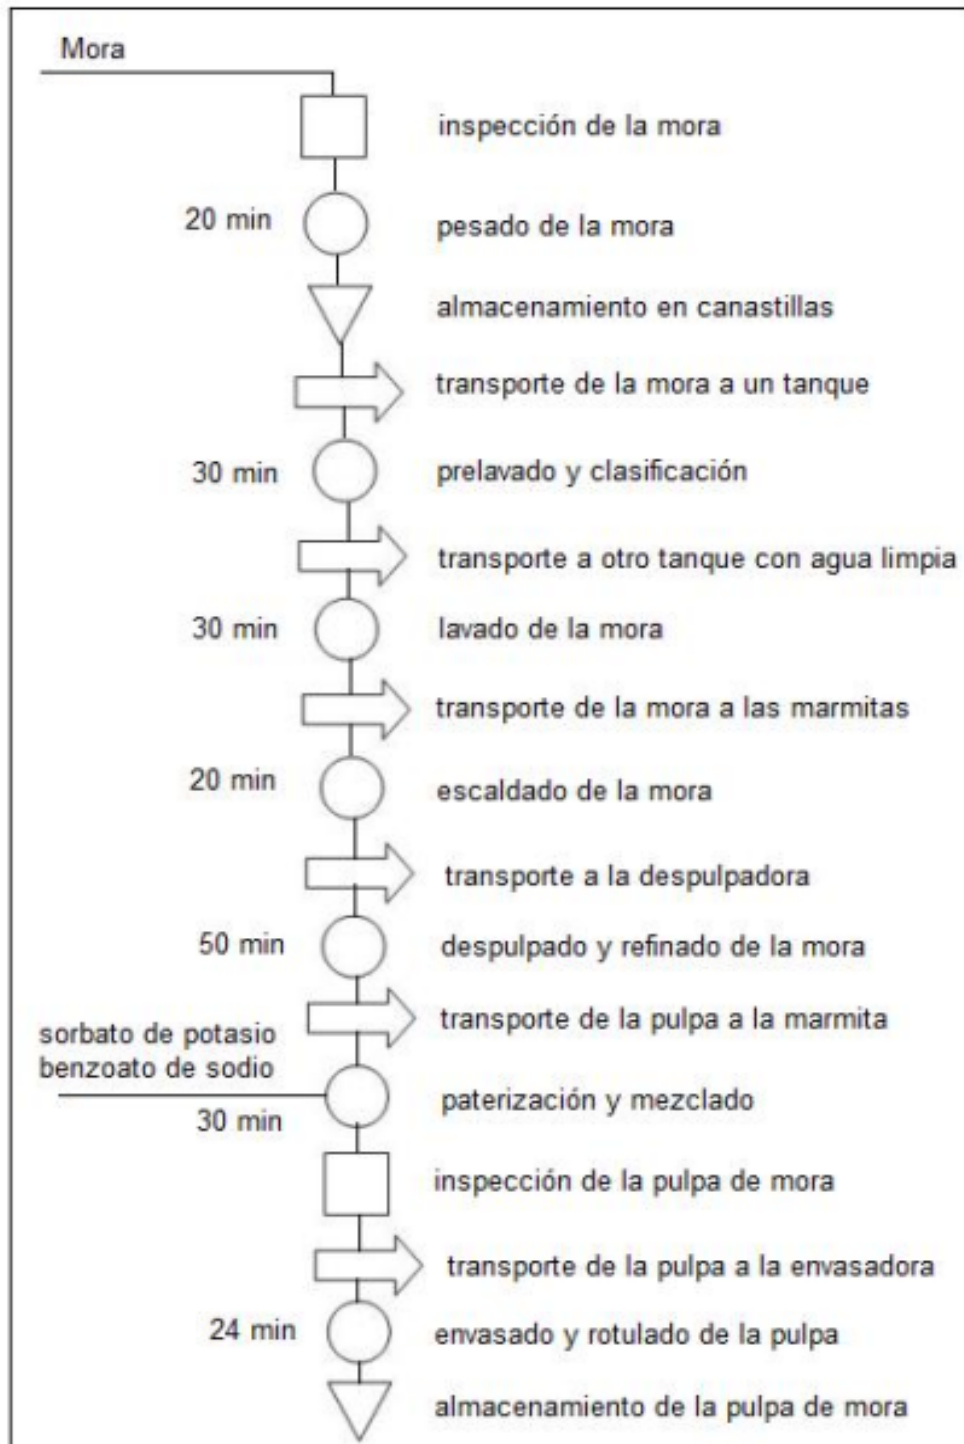 Mora
inspección de la mora
20 min
pesado de la mora
almacenamiento en canastillas
transporte de la mora a un tanque
30 min
prelavado y clasificación
transporte a otro tanque con agua limpia
30 min
lavado de la mora
transporte de la mora a las marmitas
20 min
escaldado de la mora
transporte a la despulpadora
50 min
despulpado y refinado de la mora
transporte de la pulpa a la marmita
sorbato de potasio
benzoato de sodio
30 min
paterización y mezclado
inspección de la pulpa de mora
transporte de la pulpa a la envasadora
24 min
envasado y rotulado de la pulpa
almacenamiento de la pulpa de mora